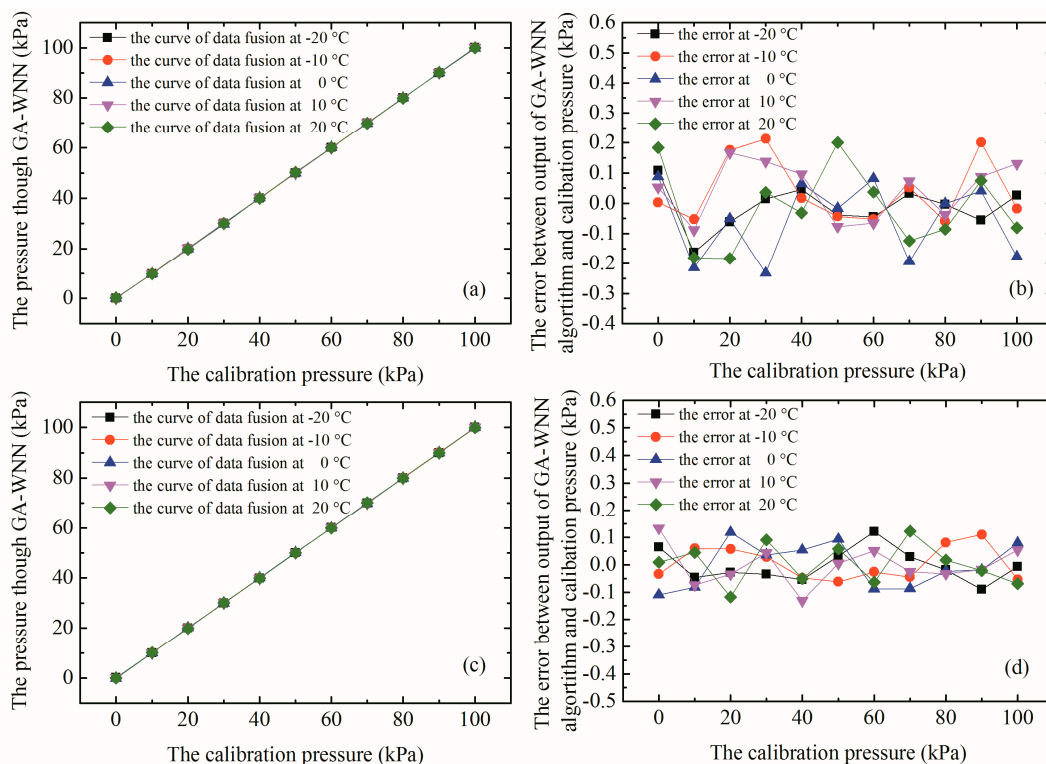 The pressure though GA-WNN (kPa)
100
80
60
40
20
0
the curve of data fusion at -20 °C
the curve of data fusion at -10 °C
the curve of data fusion at 0 °C
the curve of data fusion at 10 °C
the curve of data fusion at 20 °C
(a)
0 20 40 60 80 100
The calibration pressure (kPa)
The error between output of GA-WNN
algortithm and calibation pressure (kPa)
0.6
0.5
0.4
0.3
0.2
0.1
0.0
-0.1
-0.2
-0.3
-0.4
the error at -20 °C
the error at -10 °C
the error at 0 °C
the error at 10 °C
the error at 20 °C
(b)
0 20 40 60 80 100
The calibration pressure (kPa)
The pressure though GA-WNN (kPa)
100
80
60
40
20
0
the curve of data fusion at -20 °C
the curve of data fusion at -10 °C
the curve of data fusion at 0 °C
the curve of data fusion at 10 °C
the curve of data fusion at 20 °C
(c)
0 20 40 60 80 100
The calibration pressure (kPa)
The error between output of GA-WNN
algortithm and calibation pressure (kPa)
0.6
0.5
0.4
0.3
0.2
0.1
0.0
-0.1
-0.2
-0.3
-0.4
-0.5
the error at -20 °C
the error at -10 °C
the error at 0 °C
the error at 10 °C
the error at 20 °C
(d)
0 20 40 60 80 100
The calibration pressure (kPa)